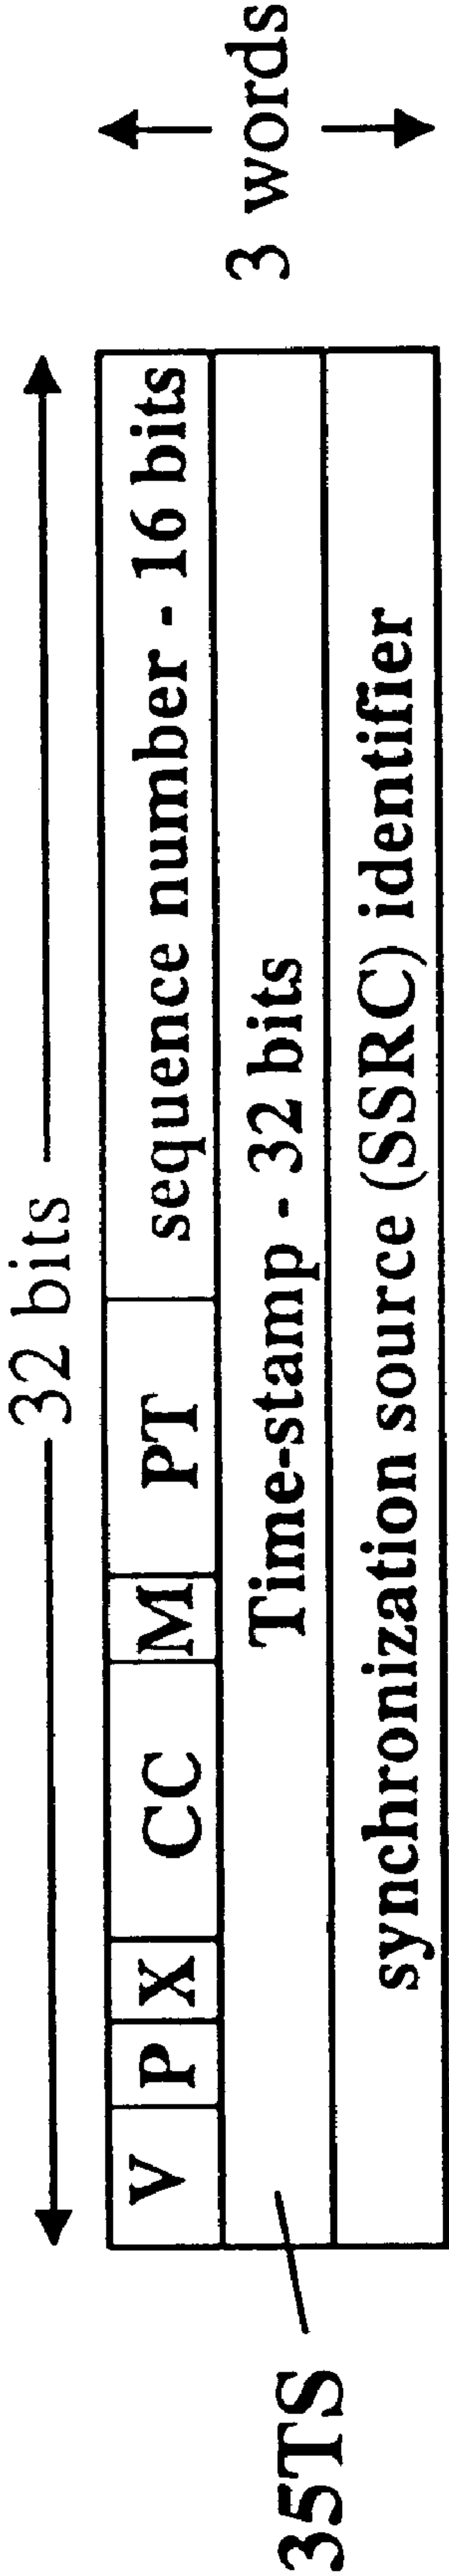 32 bits
V P X CC M PT sequence number - 16 bits
35TS Time-stamp - 32 bits 3 words
synchronization source (SSRC) identifier